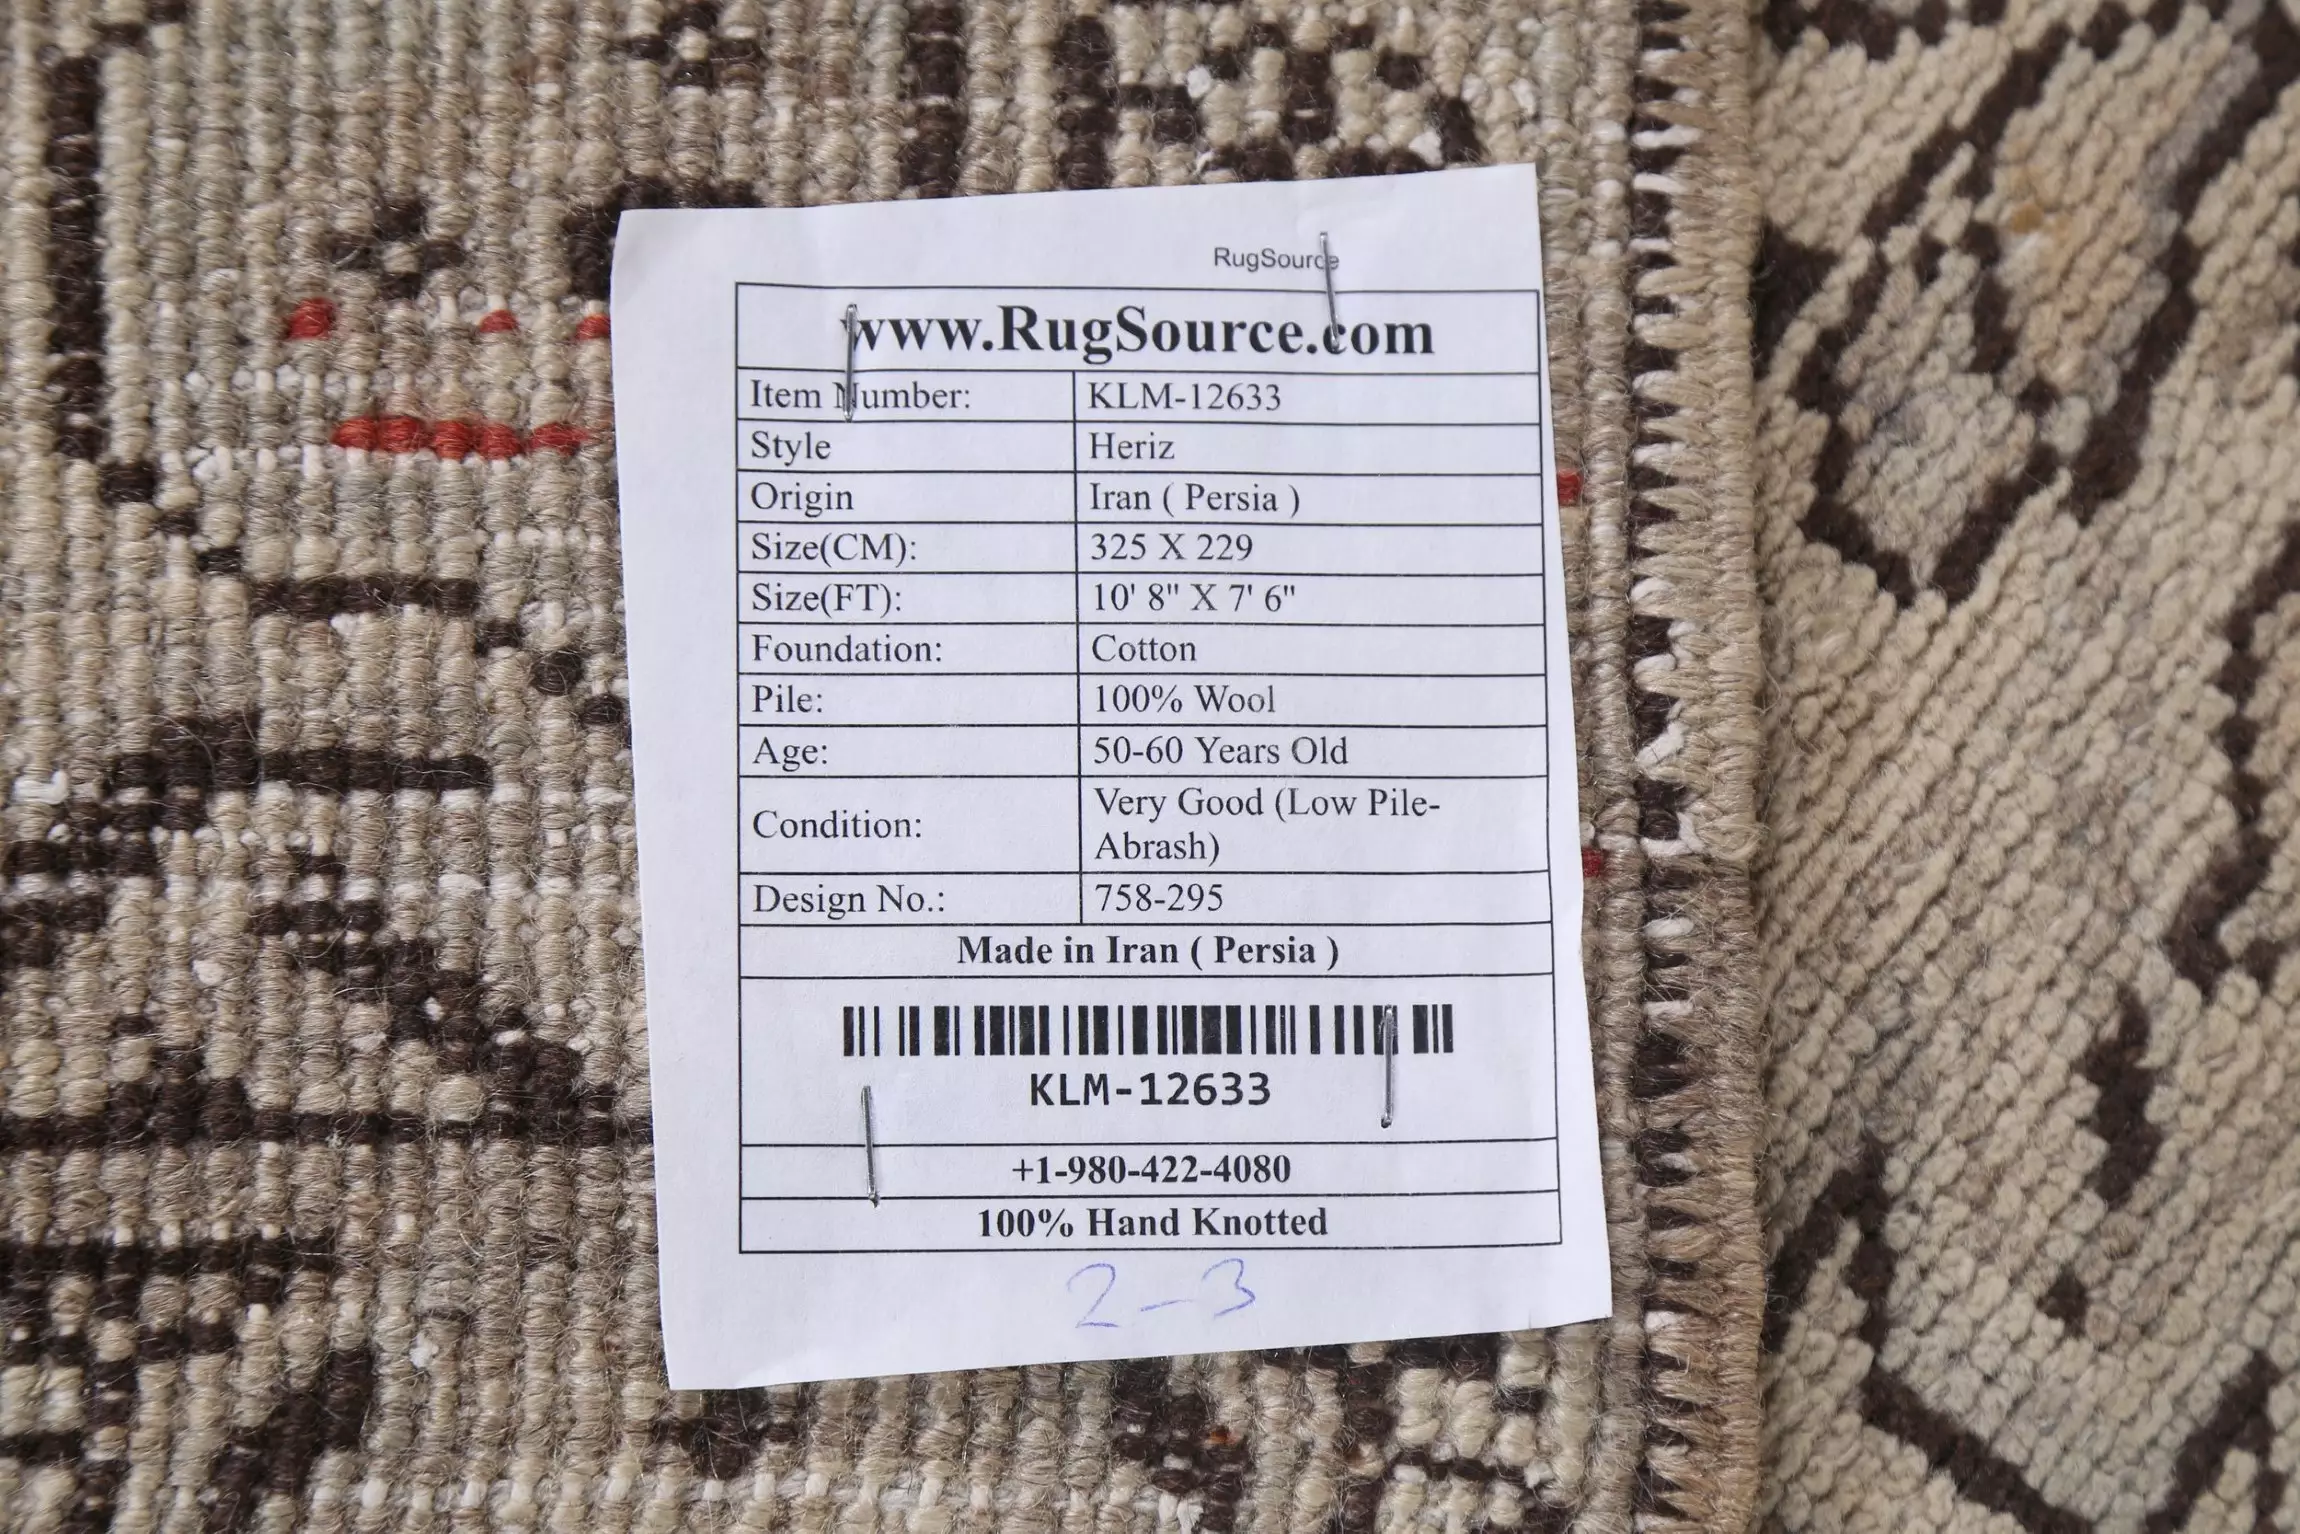 RugSource
www.RugSource.com
Item Number: KLM-12633
Style Heriz
Origin Iran ( Persia )
Size(CM): 325 X 229
Size(FT): 10' 8" X 7' 6"
Foundation: Cotton
Pile: 100% Wool
Age: 50-60 Years Old
Condition: Very Good (Low Pile-
Abrash)
Design No.: 758-295
Made in Iran ( Persia )
KLM-12633
+1-980-422-4080
100% Hand Knotted
2-3